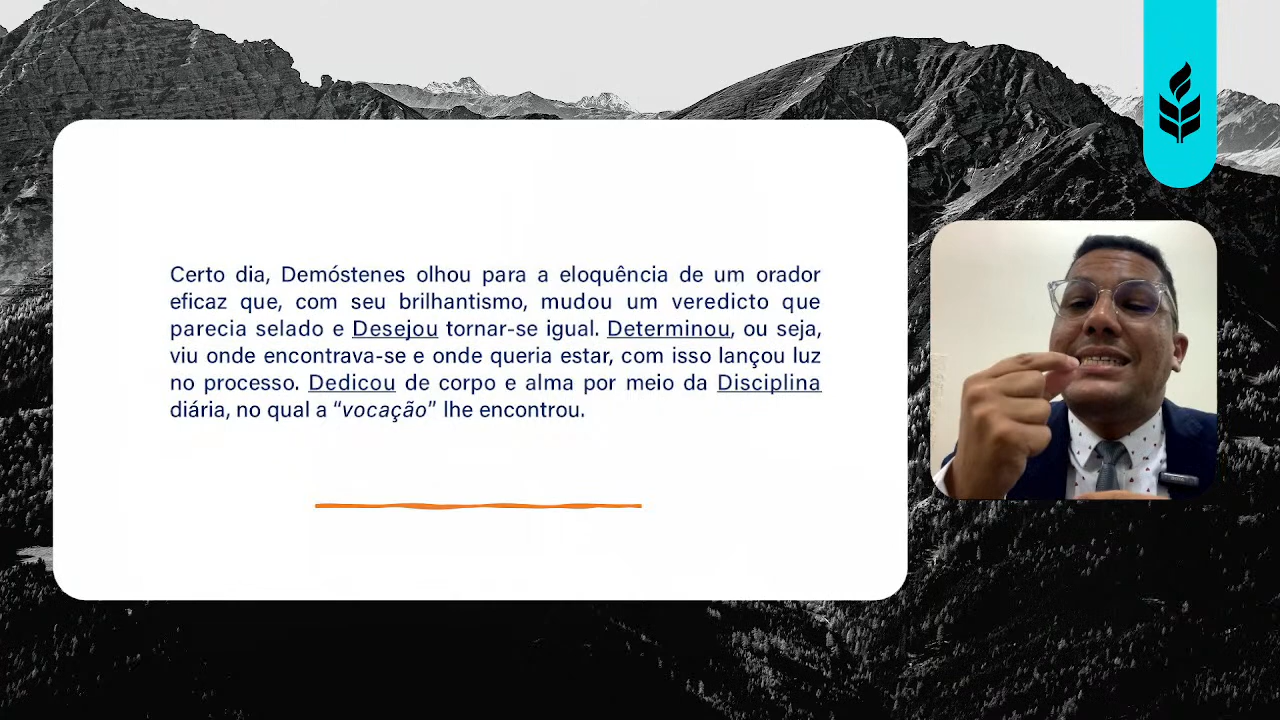 Certo dia, Demóstenes olhou para a eloquência de um orador
eficaz que, com seu brilhantismo, mudou um veredicto que
parecia selado e Desejou tornar-se igual. Determinou, ou seja,
viu onde encontrava-se e onde queria estar, com isso lançou luz
no processo. Dedicou de corpo e alma por meio da Disciplina
diária, no qual a “vocação” lhe encontrou.